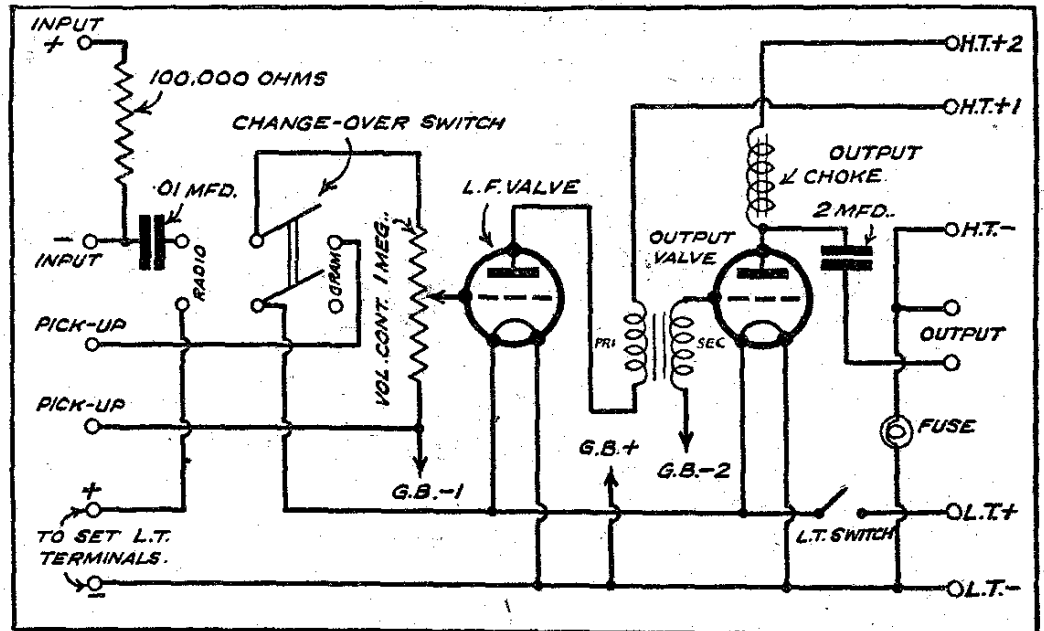 INPUT
+
100,000 OHMS
CHANGE-OVER SWITCH
.01 MFD.
-
INPUT
RADIO
GRAM
VOL. CONT. 1 MEG..
L.F. VALVE
OUTPUT
CHOKE
2 MFD..
OUTPUT
VALVE
H.T.+2
H.T.+1
H.T.-
OUTPUT
PICK-UP
PICK-UP
PRI
SEC
G.B.-1
G.B.+
G.B.-2
FUSE
+
TO SET L.T.
TERMINALS.
-
L.T. SWITCH
L.T.+
L.T.-